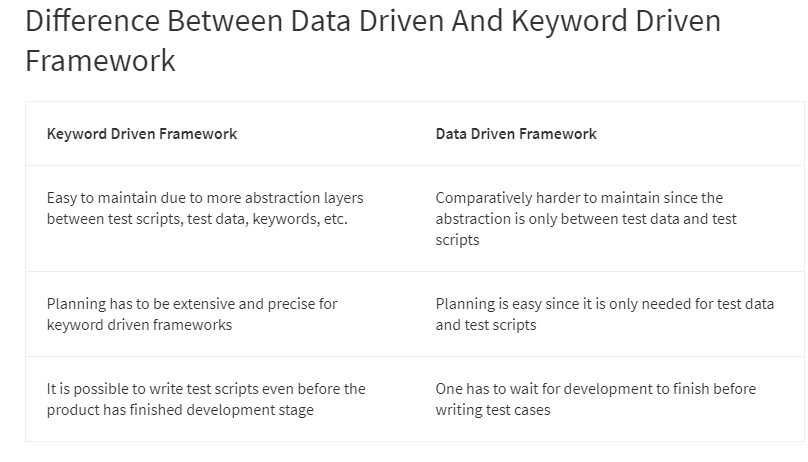 Difference Between Data Driven And Keyword Driven
Framework
Keyword Driven Framework
Data Driven Framework
Easy to maintain due to more abstraction layers
between test scripts, test data, keywords, etc.
Comparatively harder to maintain since the
abstraction is only between test data and test
scripts
Planning has to be extensive and precise for
keyword driven frameworks
Planning is easy since it is only needed for test data
and test scripts
It is possible to write test scripts even before the
product has finished development stage
One has to wait for development to finish before
writing test cases